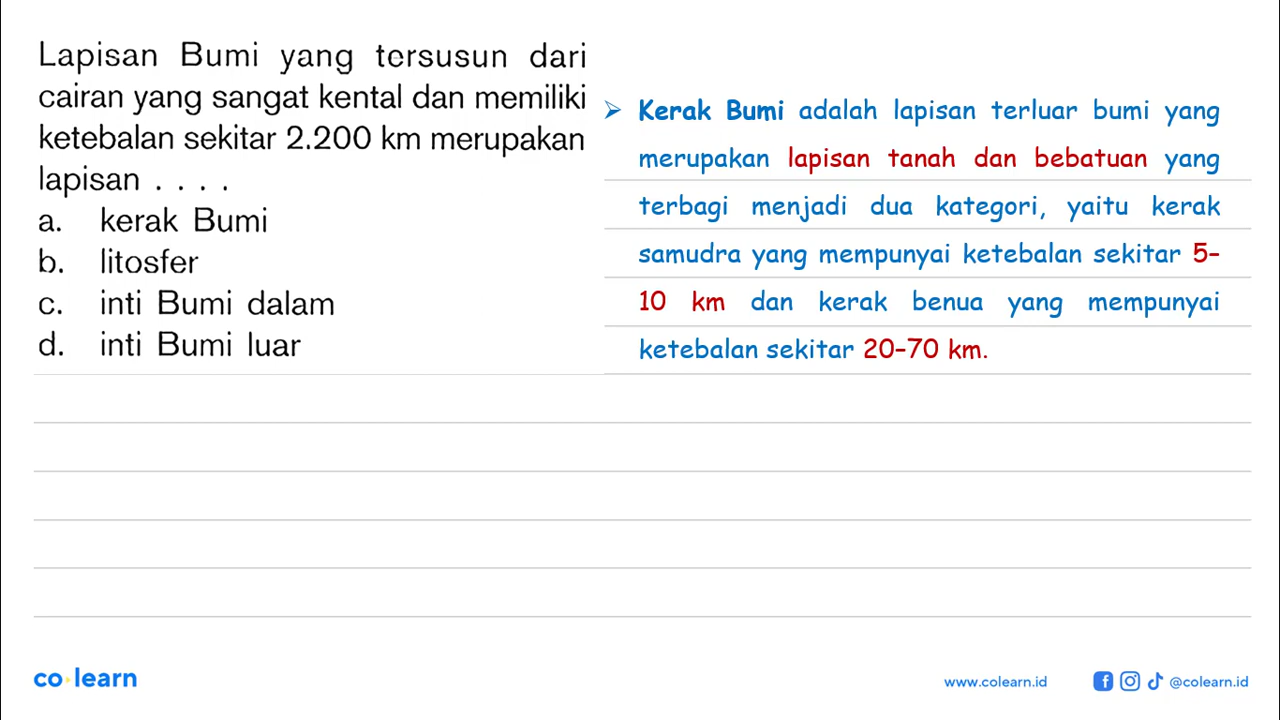 Lapisan Bumi yang tersusun dari
cairan yang sangat kental dan memiliki
ketebalan sekitar 2.200 km merupakan
lapisan . . . .
a. kerak Bumi
b. litosfer
c. inti Bumi dalam
d. inti Bumi luar
➢ Kerak Bumi adalah lapisan terluar bumi yang
merupakan lapisan tanah dan bebatuan yang
terbagi menjadi dua kategori, yaitu kerak
samudra yang mempunyai ketebalan sekitar 5–
10 km dan kerak benua yang mempunyai
ketebalan sekitar 20–70 km.
co·learn
www.colearn.id @colearn.id